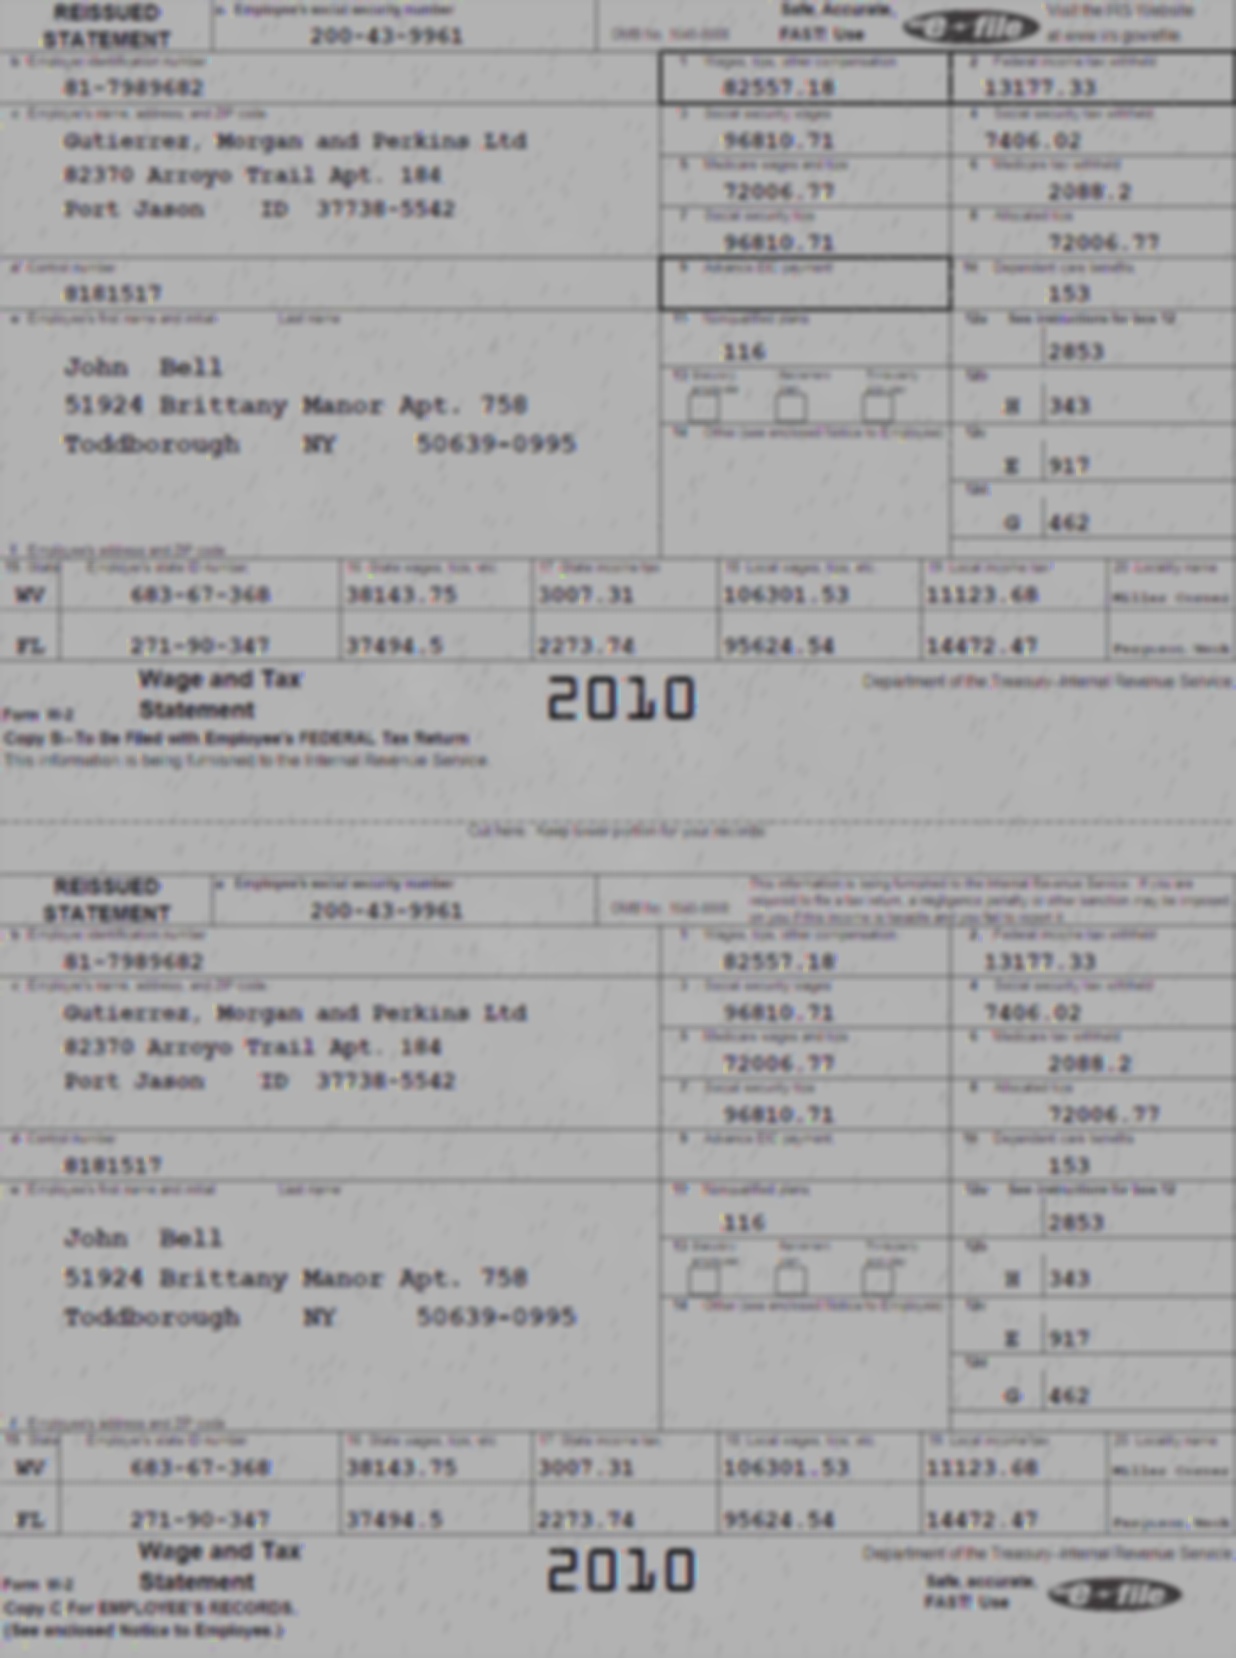 REISSUED STATEMENT
a Employee's social security number
200-43-9961
OMB No. 1545-0008
Safe, Accurate, FAST! Use
e-file
Visit the IRS Website at www.irs.gov/efile.
b Employer identification number
81-7989682
1 Wages, tips, other compensation
82557.18
2 Federal income tax withheld
13177.33
c Employer's name, address, and ZIP code
Gutierrez, Morgan and Perkins Ltd
82370 Arroyo Trail Apt. 184
Port Jason ID 37738-5542
3 Social security wages
96810.71
4 Social security tax withheld
7406.02
5 Medicare wages and tips
72006.77
6 Medicare tax withheld
2088.2
7 Social security tips
96810.71
8 Allocated tips
72006.77
d Control number
8181517
9 Advance EIC payment
10 Dependent care benefits
153
e Employee's first name and initial Last name
John Bell
51924 Brittany Manor Apt. 758
Toddborough NY 50639-0995
11 Nonqualified plans
116
12a See instructions for box 12
2853
13 Statutory employee Retirement plan Third-party sick pay
12b
H 343
14 Other (see enclosed Notice to Employee)
12c
E 917
12d
G 462
f Employee's address and ZIP code
15 State Employer's state ID number 16 State wages, tips, etc. 17 State income tax 18 Local wages, tips, etc. 19 Local income tax 20 Locality name
WV 683-67-368 38143.75 3007.31 106301.53 11123.68 Miller Corner
FL 271-90-347 37494.5 2273.74 95624.54 14472.47
Form W-2
Wage and Tax Statement
2010
Department of the Treasury-Internal Revenue Service.
Copy B--To Be Filed with Employee's FEDERAL Tax Return
This information is being furnished to the Internal Revenue Service.
Cut here. Keep lower portion for your records
REISSUED STATEMENT
a Employee's social security number
200-43-9961
OMB No. 1545-0008
This information is being furnished to the Internal Revenue Service. If you are
required to file a tax return, a negligence penalty or other sanction may be imposed
on you if this income is taxable and you fail to report it.
b Employer identification number
81-7989682
1 Wages, tips, other compensation
82557.18
2. Federal income tax withheld
13177.33
c Employer's name, address, and ZIP code
Gutierrez, Morgan and Perkins Ltd
82370 Arroyo Trail Apt. 184
Port Jason ID 37738-5542
3 Social security wages
96810.71
4 Social security tax withheld
7406.02
5 Medicare wages and tips
72006.77
6 Medicare tax withheld
2088.2
7 Social security tips
96810.71
8 Allocated tips
72006.77
d Control number
8181517
9 Advance EIC payment
10 Dependent care benefits
153
e Employee's first name and initial Last name
John Bell
51924 Brittany Manor Apt. 758
Toddborough NY 50639-0995
11 Nonqualified plans
116
12a See instructions for box 12
2853
13 Statutory employee Retirement plan Third-party sick pay
12b
H 343
14 Other (see enclosed Notice to Employee)
12c
E 917
12d
G 462
f Employee's address and ZIP code
15 State Employer's state ID number 16 State wages, tips, etc. 17 State income tax 18 Local wages, tips, etc. 19 Local income tax 20 Locality name
WV 683-67-368 38143.75 3007.31 106301.53 11123.68 Miller Corner
FL 271-90-347 37494.5 2273.74 95624.54 14472.47
Form W-2
Wage and Tax Statement
2010
Department of the Treasury-Internal Revenue Service.
Copy C For EMPLOYEE'S RECORDS.
(See enclosed Notice to Employee.)
Safe, accurate, FAST! Use
e-file